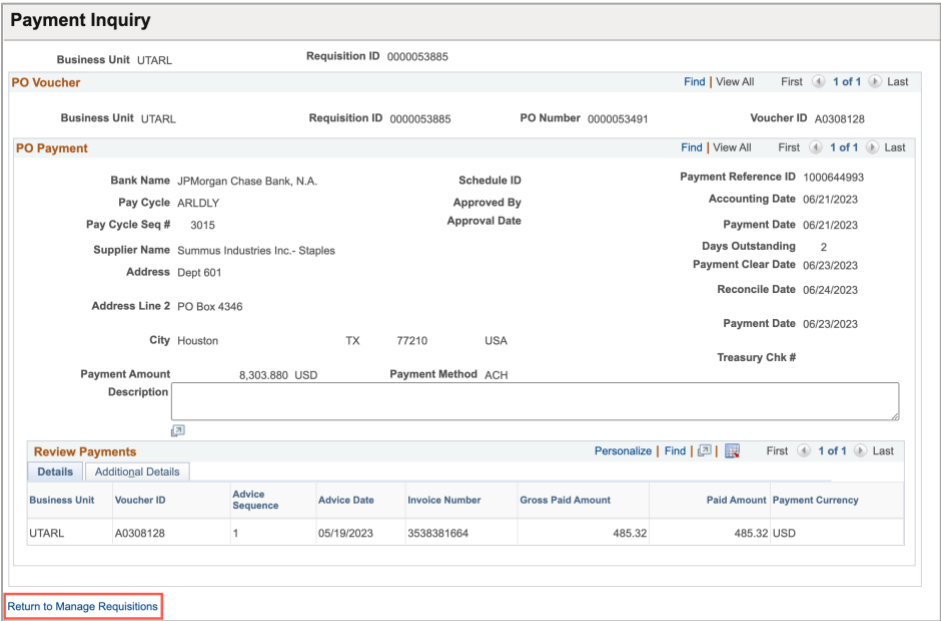 Payment Inquiry
Business Unit UTARL Requisition ID 0000053885
PO Voucher Find | View All First 1 of 1 Last
Business Unit UTARL Requisition ID 0000053885 PO Number 0000053491 Voucher ID A0308128
PO Payment Find | View All First 1 of 1 Last
Bank Name JPMorgan Chase Bank, N.A. Schedule ID Payment Reference ID 1000644993
Pay Cycle ARLDLY Approved By Accounting Date 06/21/2023
Pay Cycle Seq # 3015 Approval Date Payment Date 06/21/2023
Supplier Name Summus Industries Inc.- Staples Days Outstanding 2
Address Dept 601 Payment Clear Date 06/23/2023
Address Line 2 PO Box 4346 Reconcile Date 06/24/2023
Payment Date 06/23/2023
City Houston TX 77210 USA
Treasury Chk #
Payment Amount 8,303.880 USD Payment Method ACH
Description
Review Payments Personalize | Find | | First 1 of 1 Last
Details Additional Details
Business Unit Voucher ID Advice Sequence Advice Date Invoice Number Gross Paid Amount Paid Amount Payment Currency
UTARL A0308128 1 05/19/2023 3538381664 485.32 485.32 USD
Return to Manage Requisitions